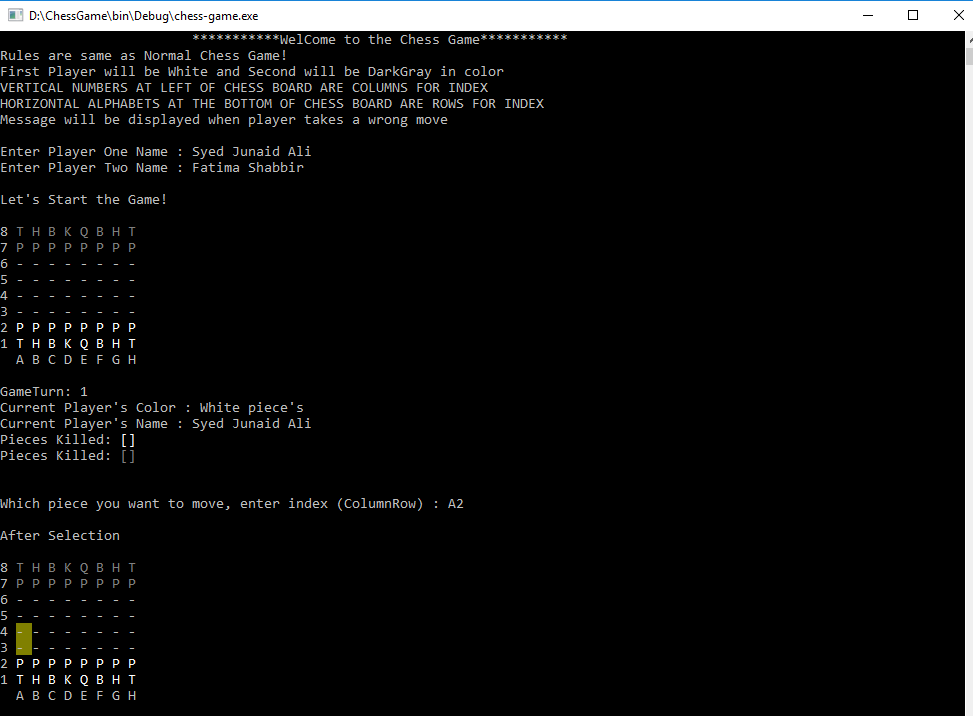 D:\ChessGame\bin\Debug\chess-game.exe
***********WelCome to the Chess Game***********
Rules are same as Normal Chess Game!
First Player will be White and Second will be DarkGray in color
VERTICAL NUMBERS AT LEFT OF CHESS BOARD ARE COLUMNS FOR INDEX
HORIZONTAL ALPHABETS AT THE BOTTOM OF CHESS BOARD ARE ROWS FOR INDEX
Message will be displayed when player takes a wrong move
Enter Player One Name : Syed Junaid Ali
Enter Player Two Name : Fatima Shabbir
Let's Start the Game!
8 T H B K Q B H T
7 P P P P P P P P
6 - - - - - - - -
5 - - - - - - - -
4 - - - - - - - -
3 - - - - - - - -
2 P P P P P P P P
1 T H B K Q B H T
A B C D E F G H
GameTurn: 1
Current Player's Color : White piece's
Current Player's Name : Syed Junaid Ali
Pieces Killed: []
Pieces Killed: []
Which piece you want to move, enter index (ColumnRow) : A2
After Selection
8 T H B K Q B H T
7 P P P P P P P P
6 - - - - - - - -
5 - - - - - - - -
4 - - - - - - - -
3 - - - - - - - -
2 P P P P P P P P
1 T H B K Q B H T
A B C D E F G H